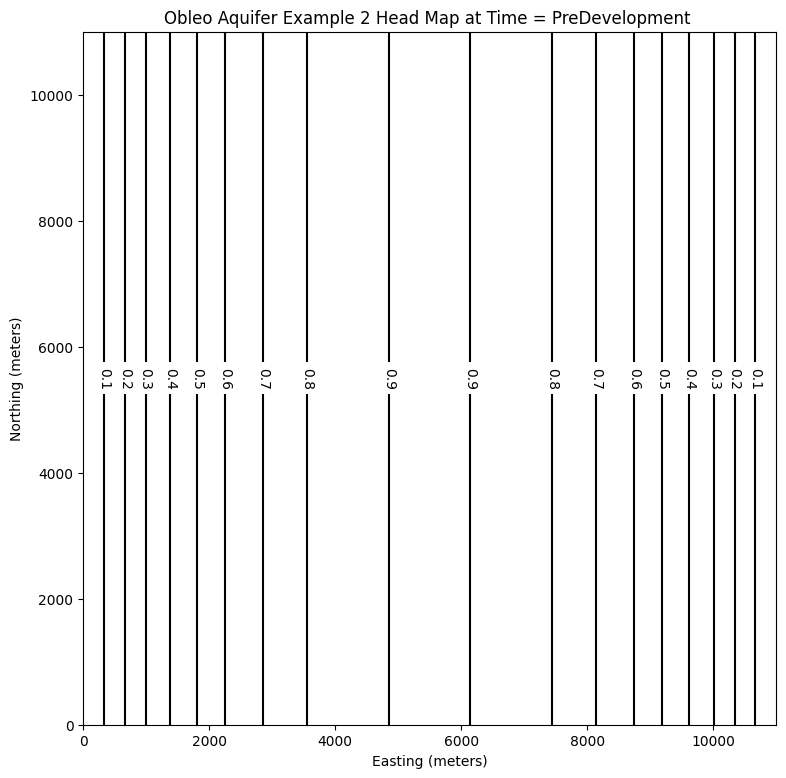 Obleo Aquifer Example 2 Head Map at Time = PreDevelopment
10000
8000
6000
4000
2000
0
Northing (meters)
0.1 0.2 0.3 0.4 0.5 0.6 0.7 0.8 0.9 0.9 0.8 0.7 0.6 0.5 0.4 0.3 0.2 0.1
0 2000 4000 6000 8000 10000
Easting (meters)